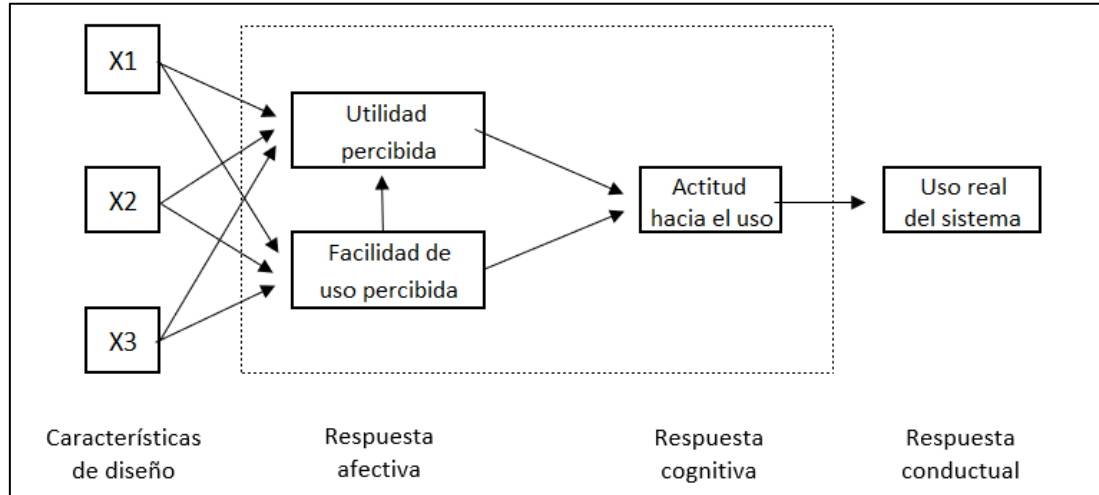 X1
Utilidad
percibida
X2
Actitud
hacia el uso
Uso real
del sistema
Facilidad de
uso percibida
X3
Características
de diseño
Respuesta
afectiva
Respuesta
cognitiva
Respuesta
conductual